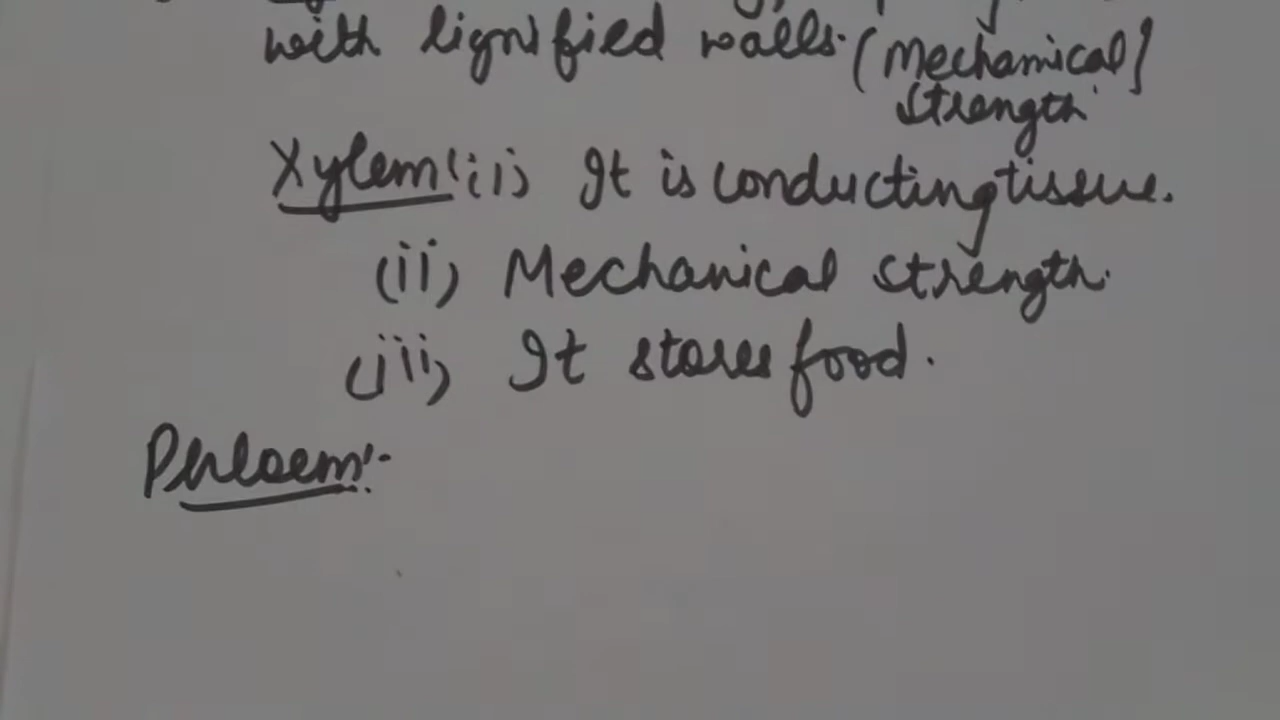 with lignified walls. (Mechanical)
strength
Xylem: (i) It is conducting tissue.
(ii) Mechanical strength.
(iii) It stores food.
Phloem:-